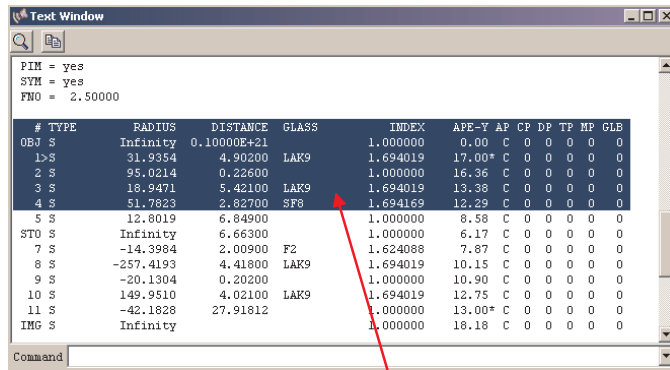 Text Window
PIM = yes
SYM = yes
FNO = 2.50000
# TYPE RADIUS DISTANCE GLASS INDEX APE-Y AP CP DP TP MP GLB
OBJ S Infinity 0.10000E+21 1.000000 0.00 C 0 0 0 0 0
1>S 31.9354 4.90200 LAK9 1.694019 17.00* C 0 0 0 0 0
2 S 95.0214 0.22600 1.000000 16.36 C 0 0 0 0 0
3 S 18.9471 5.42100 LAK9 1.694019 13.38 C 0 0 0 0 0
4 S 51.7823 2.82700 SF8 1.694169 12.29 C 0 0 0 0 0
5 S 12.8019 6.84900 1.000000 8.58 C 0 0 0 0 0
STO S Infinity 6.66300 1.000000 6.17 C 0 0 0 0 0
7 S -14.3984 2.00900 F2 1.624088 7.87 C 0 0 0 0 0
8 S -257.4193 4.41800 LAK9 1.694019 10.15 C 0 0 0 0 0
9 S -20.1304 0.20200 1.000000 10.90 C 0 0 0 0 0
10 S 149.9510 4.02100 LAK9 1.694019 12.75 C 0 0 0 0 0
11 S -42.1828 27.91812 1.000000 13.00* C 0 0 0 0 0
IMG S Infinity 1.000000 18.18 C 0 0 0 0 0
Command